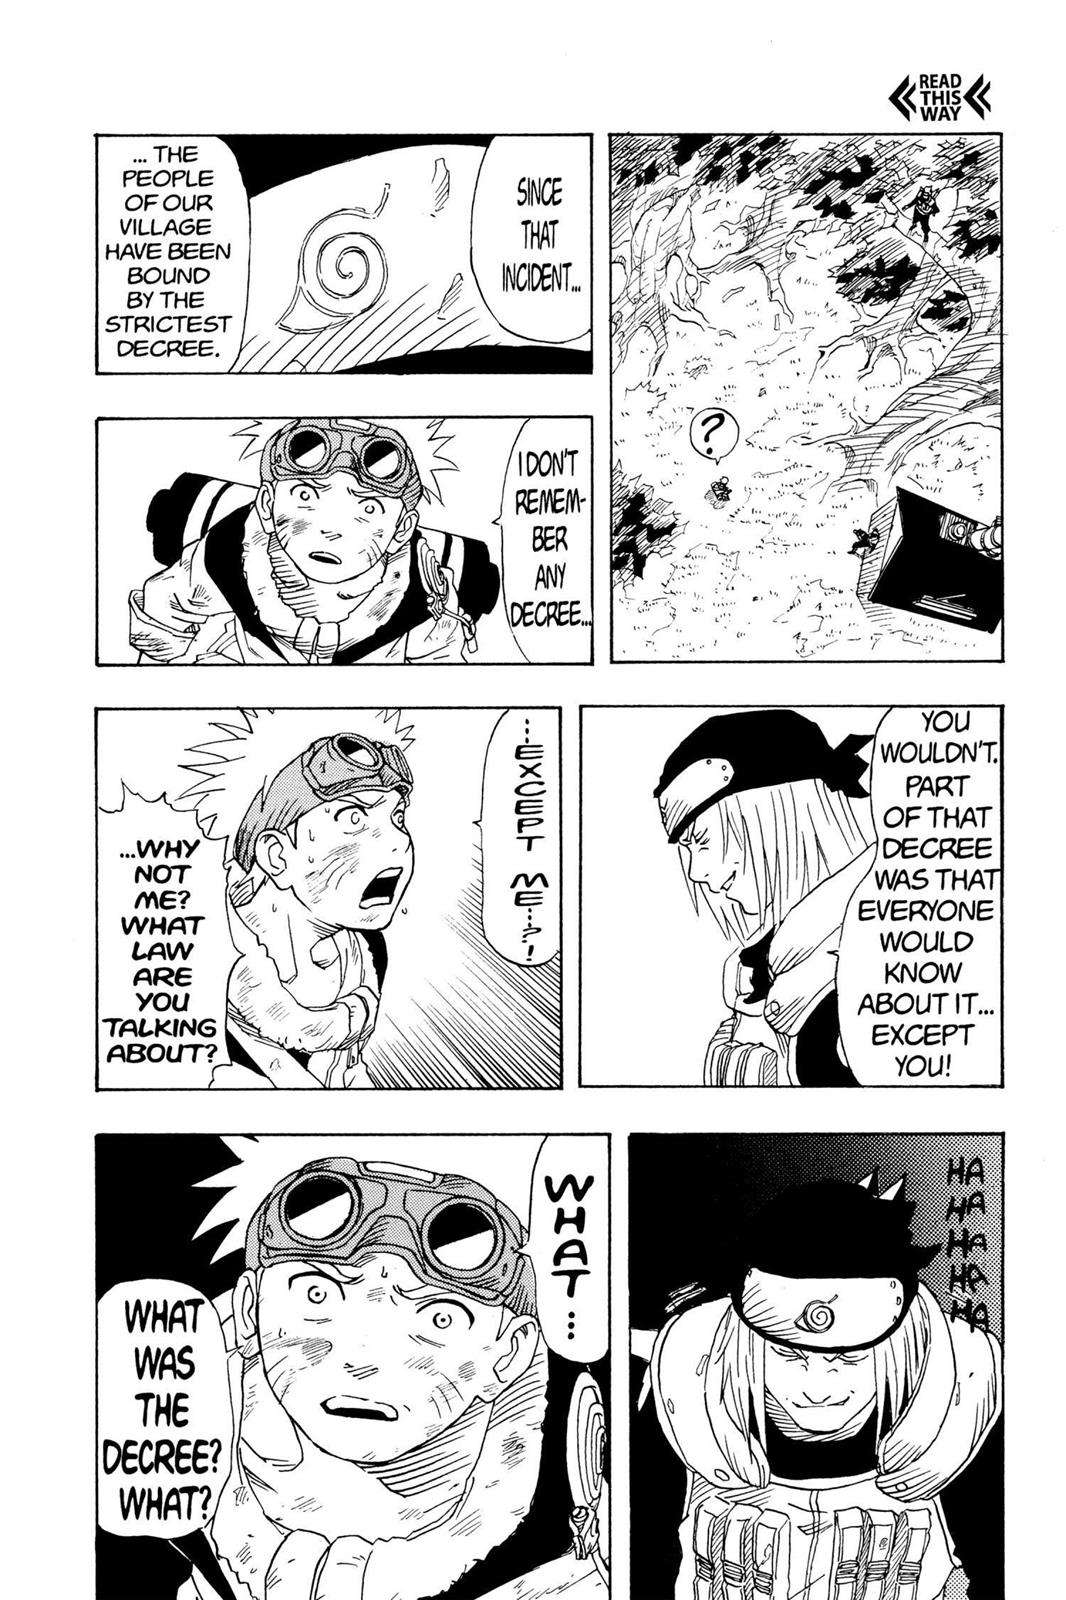 READ
THIS
WAY
?
SINCE
THAT
INCIDENT...
... THE
PEOPLE
OF OUR
VILLAGE
HAVE BEEN
BOUND
BY THE
STRICTEST
DECREE.
I DON'T
REMEM-
BER
ANY
DECREE...
YOU
WOULDN'T.
PART
OF THAT
DECREE
WAS THAT
EVERYONE
WOULD
KNOW
ABOUT IT...
EXCEPT
YOU!
...EXCEPT ME...?!
...WHY
NOT
ME?
WHAT
LAW
ARE
YOU
TALKING
ABOUT?
HA
HA
HA
HA
HA
WHAT...
WHAT
WAS
THE
DECREE?
WHAT?